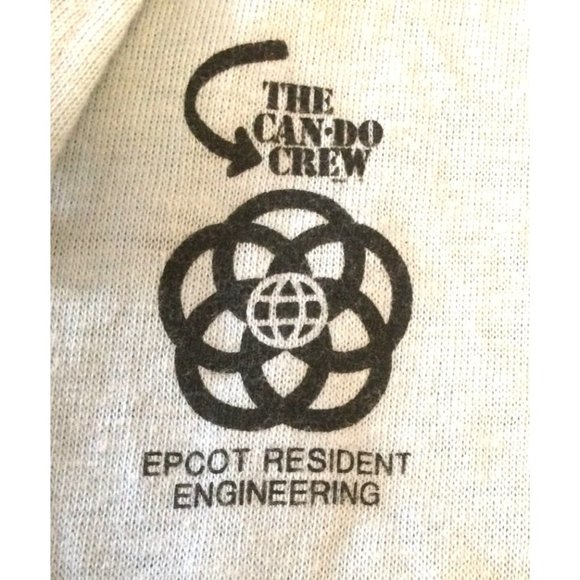 THE
CAN-DO
CREW
EPCOT RESIDENT
ENGINEERING